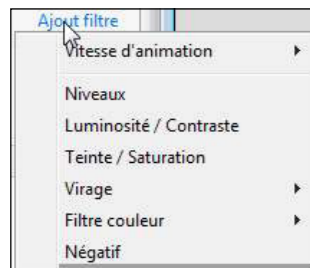 Ajout filtre
Vitesse d'animation
Niveaux
Luminosité / Contraste
Teinte / Saturation
Virage
Filtre couleur
Négatif